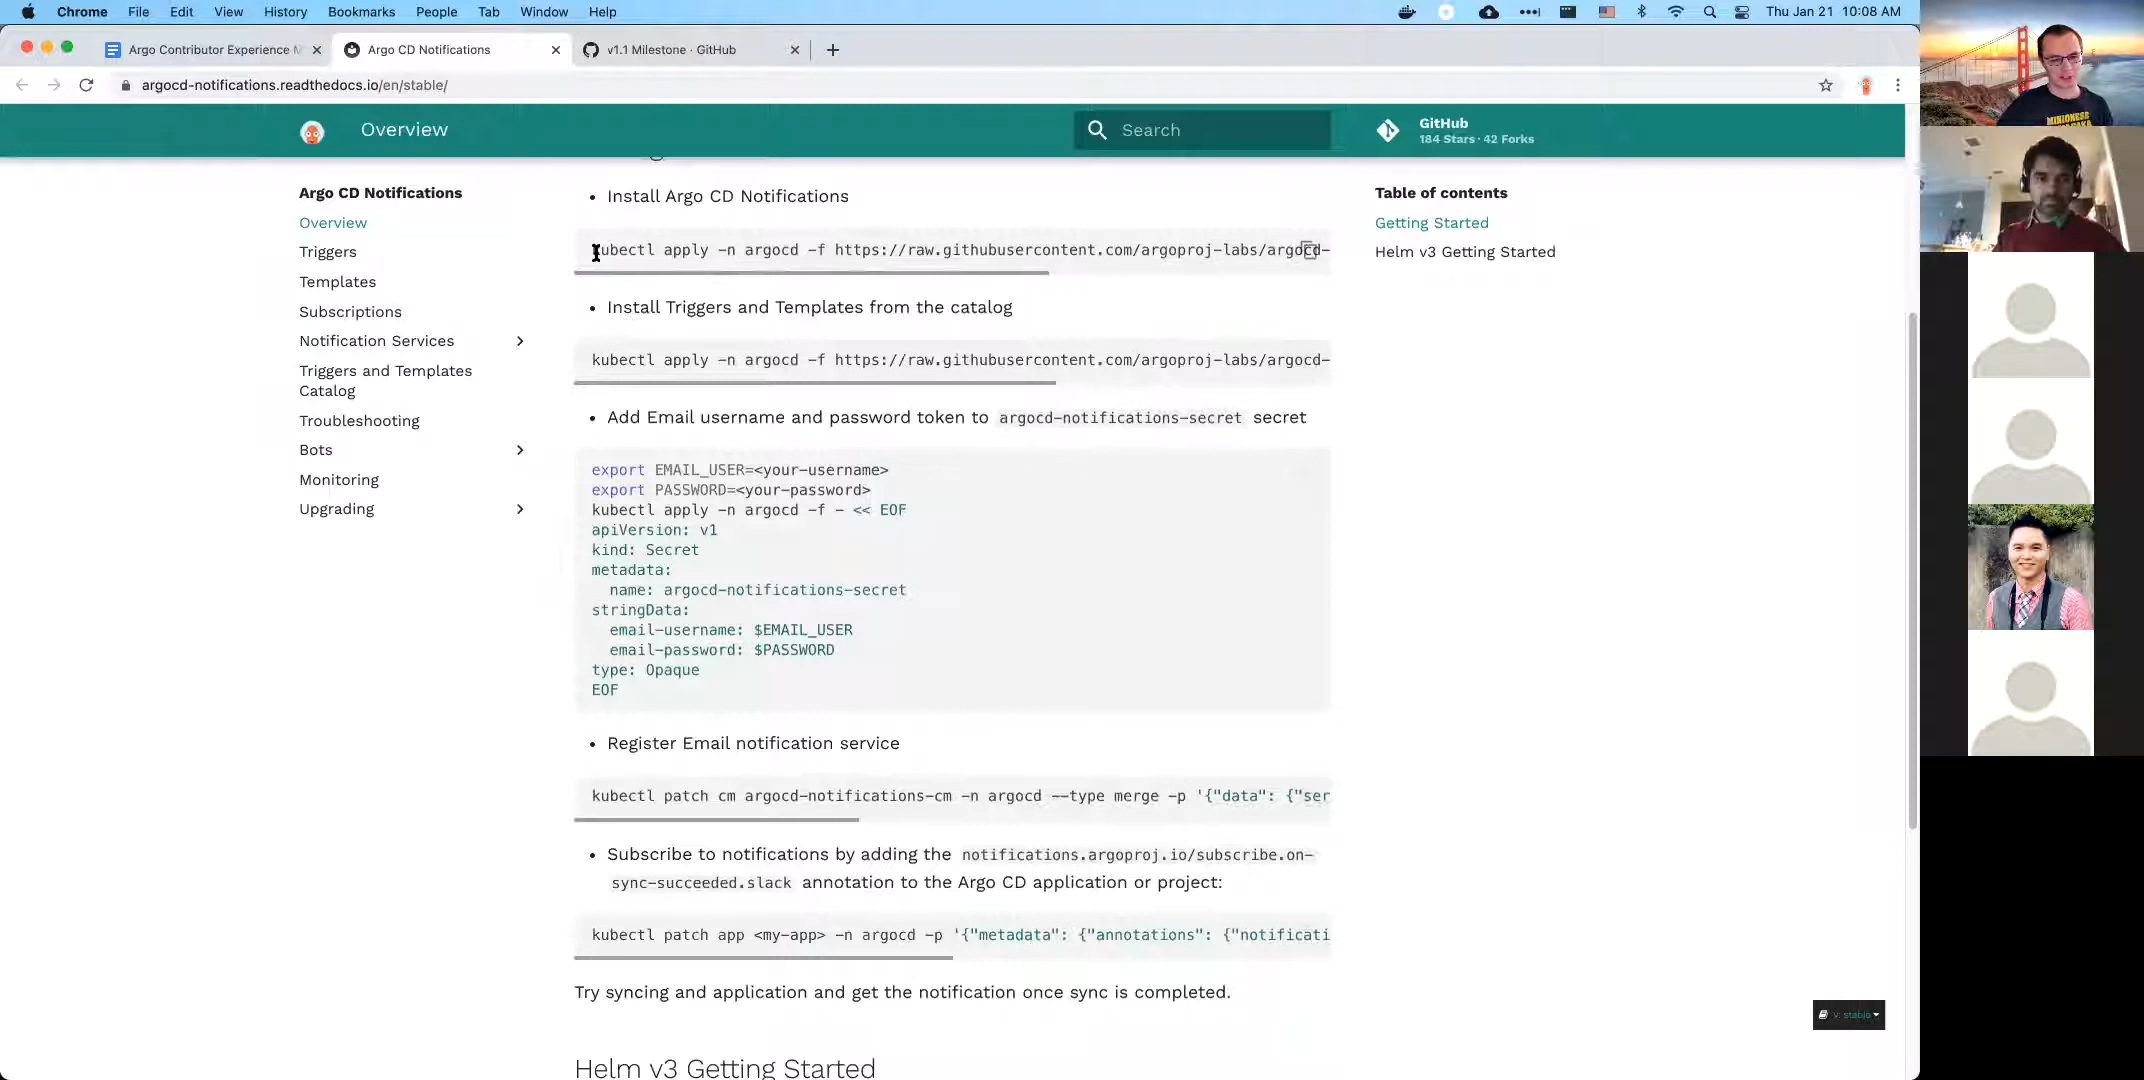 Chrome File Edit View History Bookmarks People Tab Window Help Thu Jan 21 10:08 AM
Argo Contributor Experience M
Argo CD Notifications
v1.1 Milestone · GitHub
argocd-notifications.readthedocs.io/en/stable/
Overview
Search
GitHub
184 Stars · 42 Forks
Argo CD Notifications
Overview
Triggers
Templates
Subscriptions
Notification Services
Triggers and Templates
Catalog
Troubleshooting
Bots
Monitoring
Upgrading
Install Argo CD Notifications
kubectl apply -n argocd -f https://raw.githubusercontent.com/argoproj-labs/argocd-
Install Triggers and Templates from the catalog
kubectl apply -n argocd -f https://raw.githubusercontent.com/argoproj-labs/argocd-
Add Email username and password token to argocd-notifications-secret secret
export EMAIL_USER=<your-username>
export PASSWORD=<your-password>
kubectl apply -n argocd -f - << EOF
apiVersion: v1
kind: Secret
metadata:
  name: argocd-notifications-secret
stringData:
  email-username: $EMAIL_USER
  email-password: $PASSWORD
type: Opaque
EOF
Register Email notification service
kubectl patch cm argocd-notifications-cm -n argocd --type merge -p '{"data": {"ser
Subscribe to notifications by adding the notifications.argoproj.io/subscribe.on-
sync-succeeded.slack annotation to the Argo CD application or project:
kubectl patch app <my-app> -n argocd -p '{"metadata": {"annotations": {"notificati
Try syncing and application and get the notification once sync is completed.
Helm v3 Getting Started
Table of contents
Getting Started
Helm v3 Getting Started
v: stable